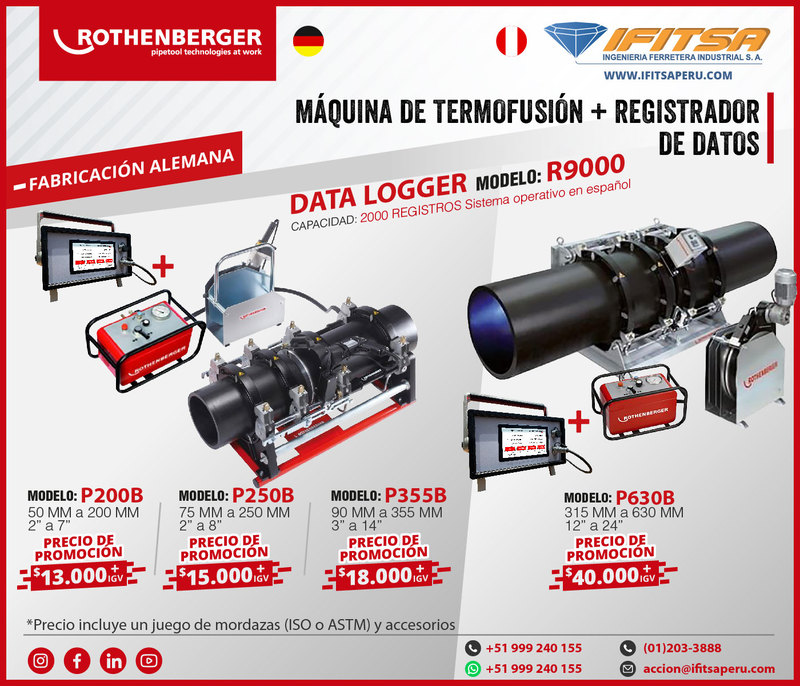 ROTHENBERGER
pipetool technologies at work
IFITSA
INGENIERIA FERRETERA INDUSTRIAL S. A.
WWW.IFITSAPERU.COM
MÁQUINA DE TERMOFUSIÓN + REGISTRADOR
DE DATOS
FABRICACIÓN ALEMANA
DATA LOGGER MODELO: R9000
CAPACIDAD: 2000 REGISTROS Sistema operativo en español
+
ROTHENBERGER
ROTHENBERGER
ROTHENBERGER
+
ROTHENBERGER
MODELO: P200B
50 MM a 200 MM
2” a 7”
PRECIO DE
PROMOCIÓN
$13.000 + IGV
MODELO: P250B
75 MM a 250 MM
2” a 8”
PRECIO DE
PROMOCIÓN
$15.000 + IGV
MODELO: P355B
90 MM a 355 MM
3” a 14”
PRECIO DE
PROMOCIÓN
$18.000 + IGV
MODELO: P630B
315 MM a 630 MM
12” a 24”
PRECIO DE
PROMOCIÓN
$40.000 + IGV
*Precio incluye un juego de mordazas (ISO o ASTM) y accesorios
+51 999 240 155
(01)203-3888
+51 999 240 155
accion@ifitsaperu.com